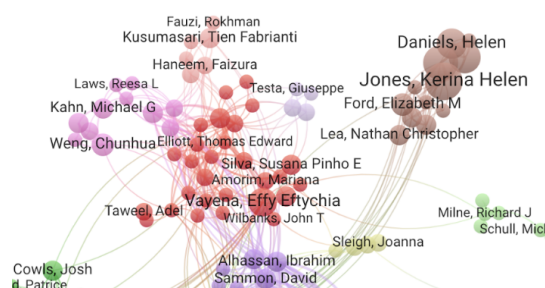 Fauzi, Rokhman
Kusumasari, Tien Fabrianti
Daniels, Helen
Haneem, Faizura
Jones, Kerina Helen
Laws, Reesa L
Testa, Giuseppe
Kahn, Michael G
Ford, Elizabeth M
Weng, Chunhua
Elliott, Thomas Edward
Lea, Nathan Christopher
Silva, Susana Pinho E
Amorim, Mariana
Vayena, Effy Eftychia
Taweel, Adel
Wilbanks, John T
Milne, Richard J
Schull, Mic
Sleigh, Joanna
Alhassan, Ibrahim
Cowls, Josh
Sammon, David
d, Patrice